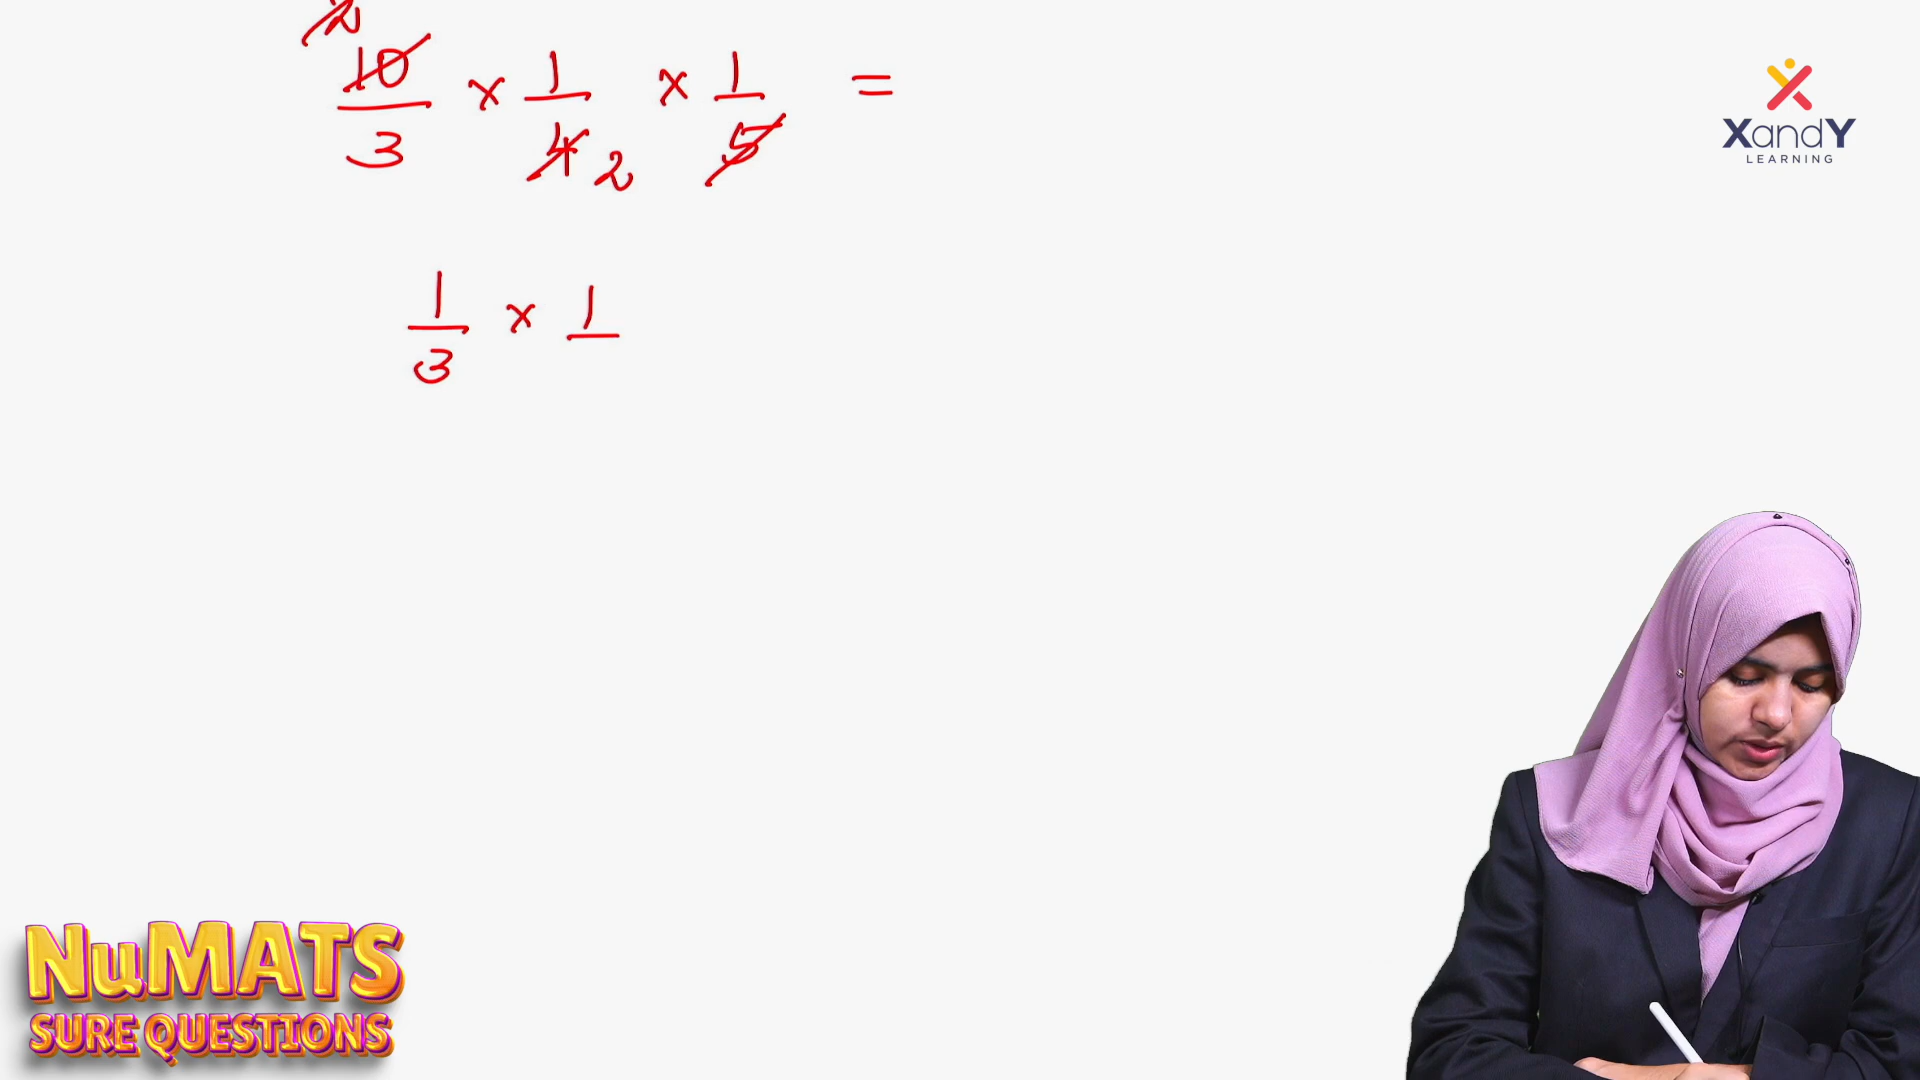 2
10/3 × 1/4 2 × 1/5 =
1/3 × 1/
XandY
LEARNING
NuMATS
SURE QUESTIONS